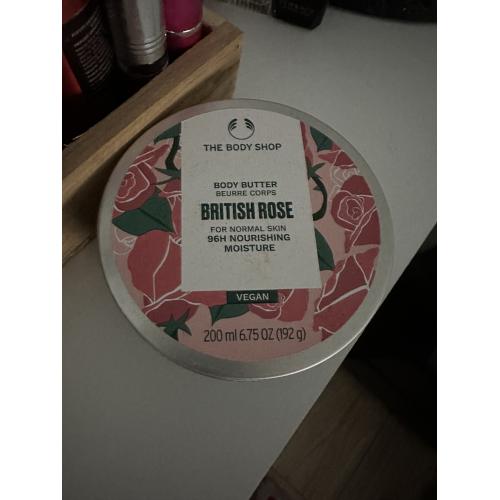 THE BODY SHOP
BODY BUTTER
BEURRE CORPS
BRITISH ROSE
FOR NORMAL SKIN
96H NOURISHING
MOISTURE
VEGAN
200 ml 6.75 OZ (192 g)